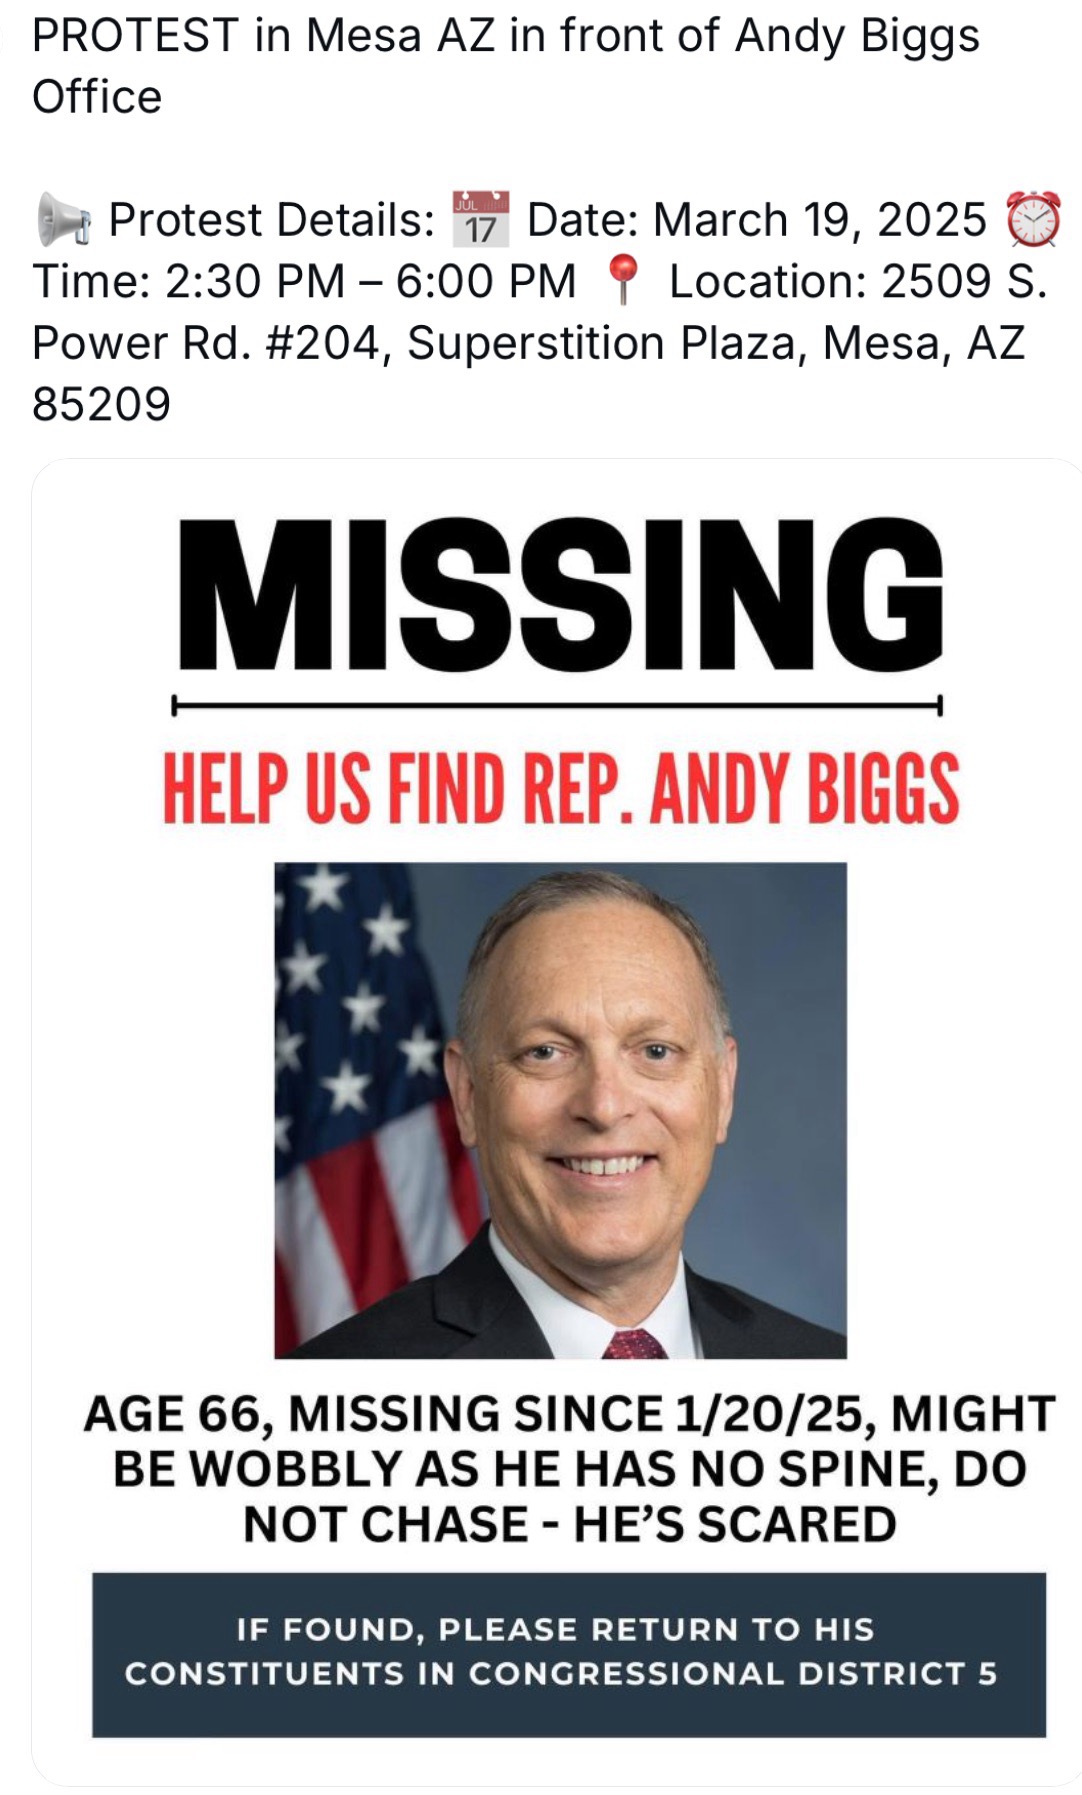 PROTEST in Mesa AZ in front of Andy Biggs
Office
📢 Protest Details: 📅 Date: March 19, 2025 ⏰
Time: 2:30 PM – 6:00 PM 📍 Location: 2509 S.
Power Rd. #204, Superstition Plaza, Mesa, AZ
85209
MISSING
HELP US FIND REP. ANDY BIGGS
AGE 66, MISSING SINCE 1/20/25, MIGHT
BE WOBBLY AS HE HAS NO SPINE, DO
NOT CHASE - HE'S SCARED
IF FOUND, PLEASE RETURN TO HIS
CONSTITUENTS IN CONGRESSIONAL DISTRICT 5